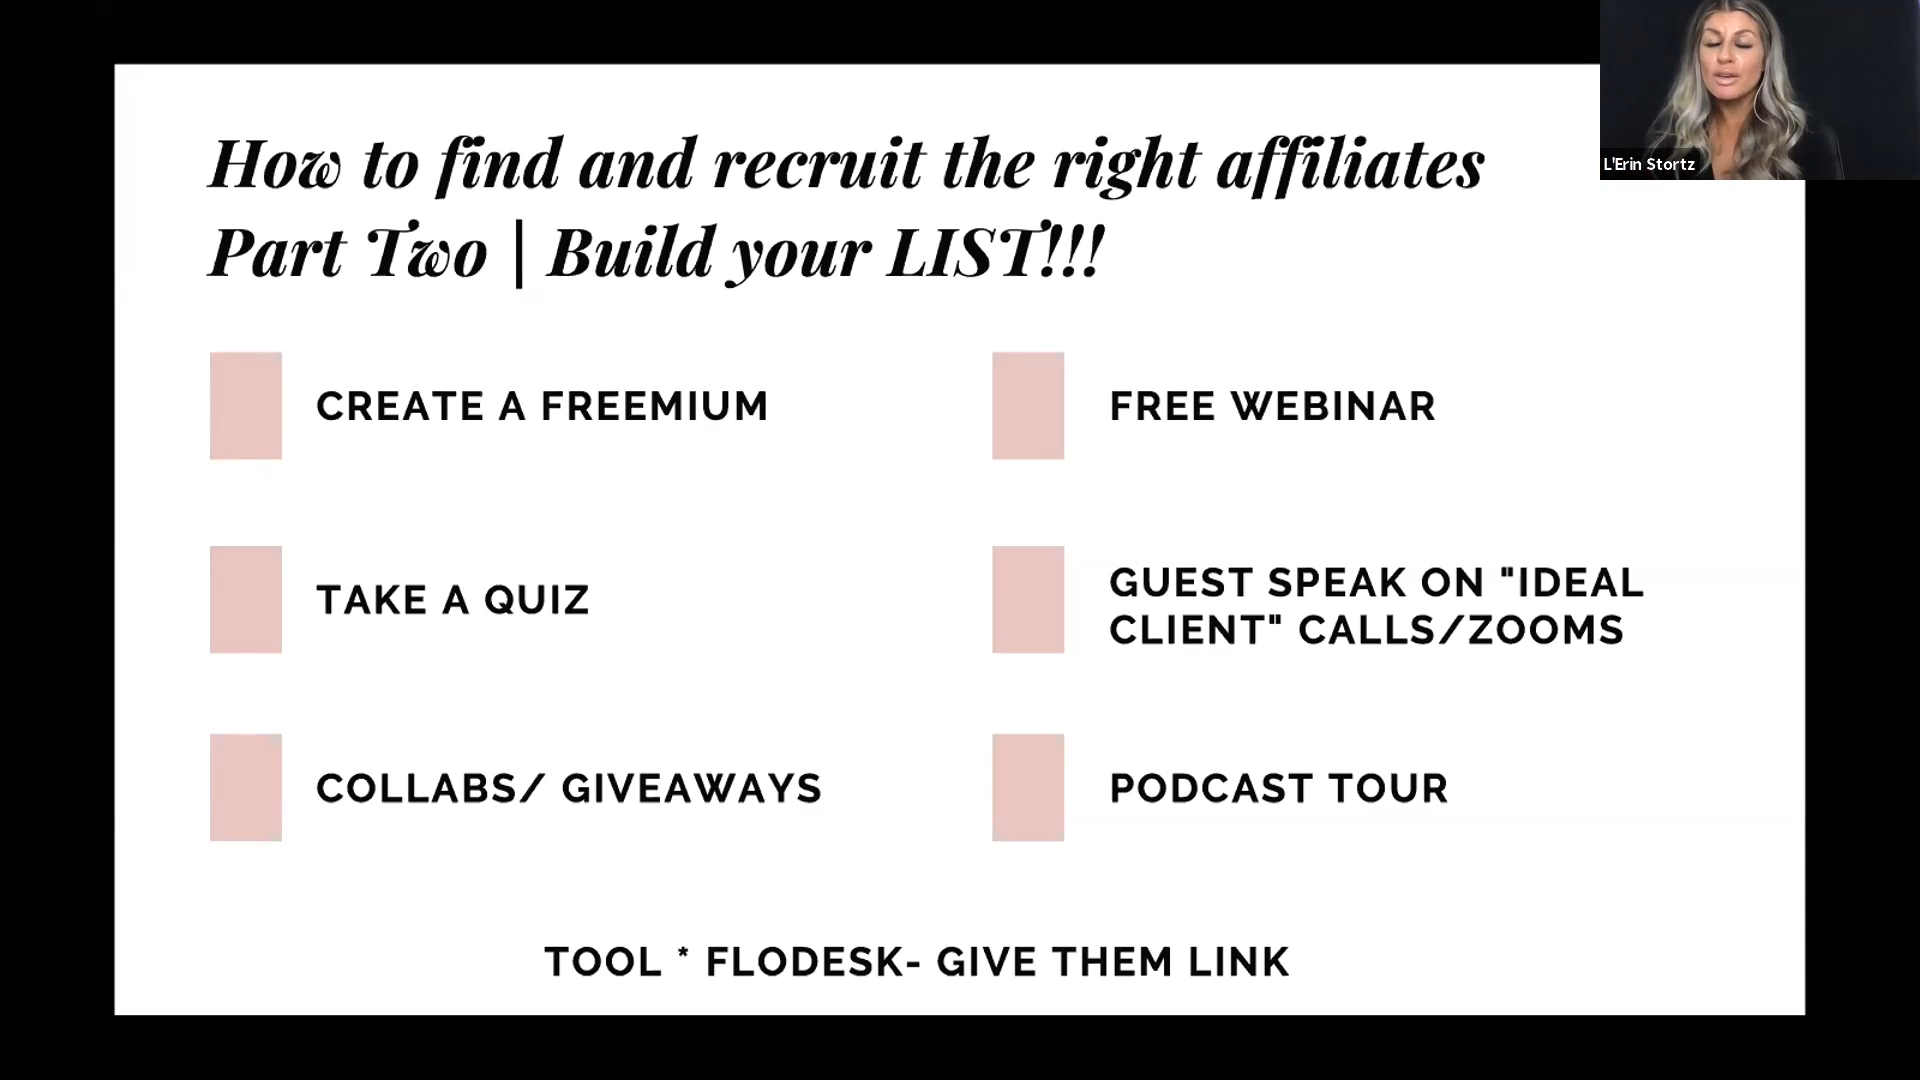 How to find and recruit the right affiliates
Part Two | Build your LIST!!!
L'Erin Stortz
CREATE A FREEMIUM
FREE WEBINAR
TAKE A QUIZ
GUEST SPEAK ON "IDEAL
CLIENT" CALLS/ZOOMS
COLLABS/ GIVEAWAYS
PODCAST TOUR
TOOL * FLODESK- GIVE THEM LINK